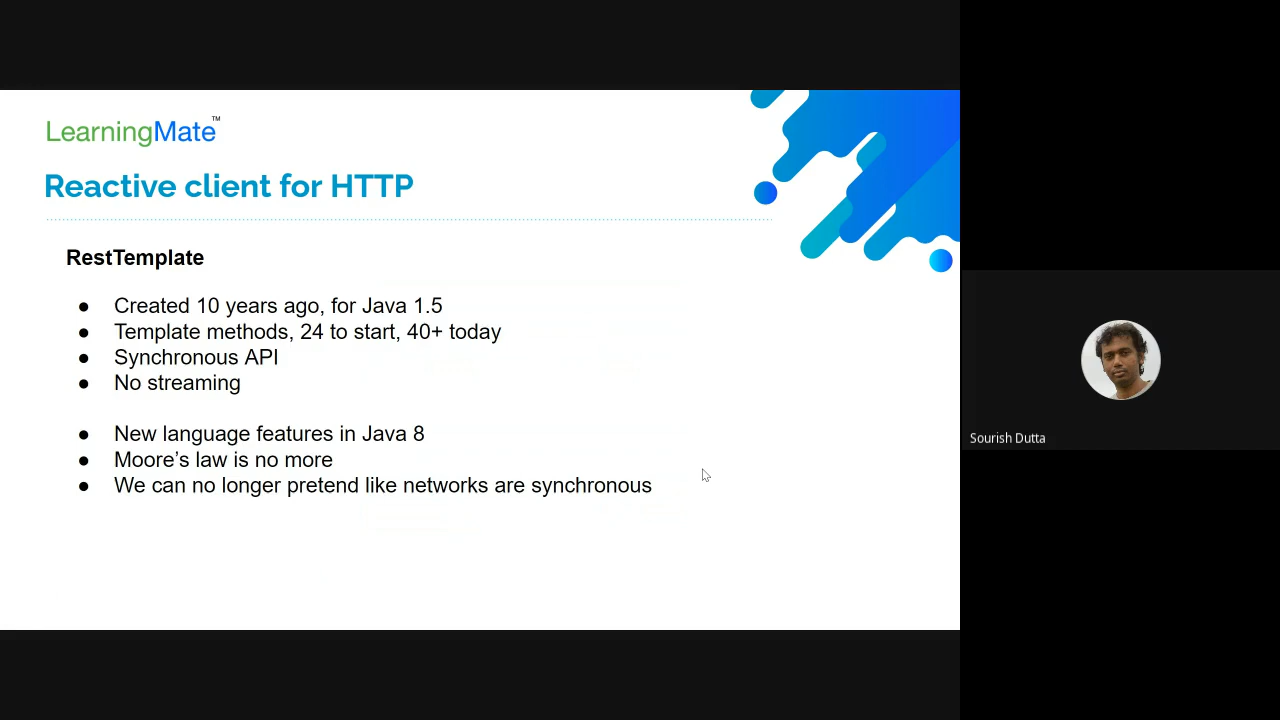 LearningMate™
Reactive client for HTTP
RestTemplate
● Created 10 years ago, for Java 1.5
● Template methods, 24 to start, 40+ today
● Synchronous API
● No streaming
● New language features in Java 8
● Moore’s law is no more
● We can no longer pretend like networks are synchronous
Sourish Dutta